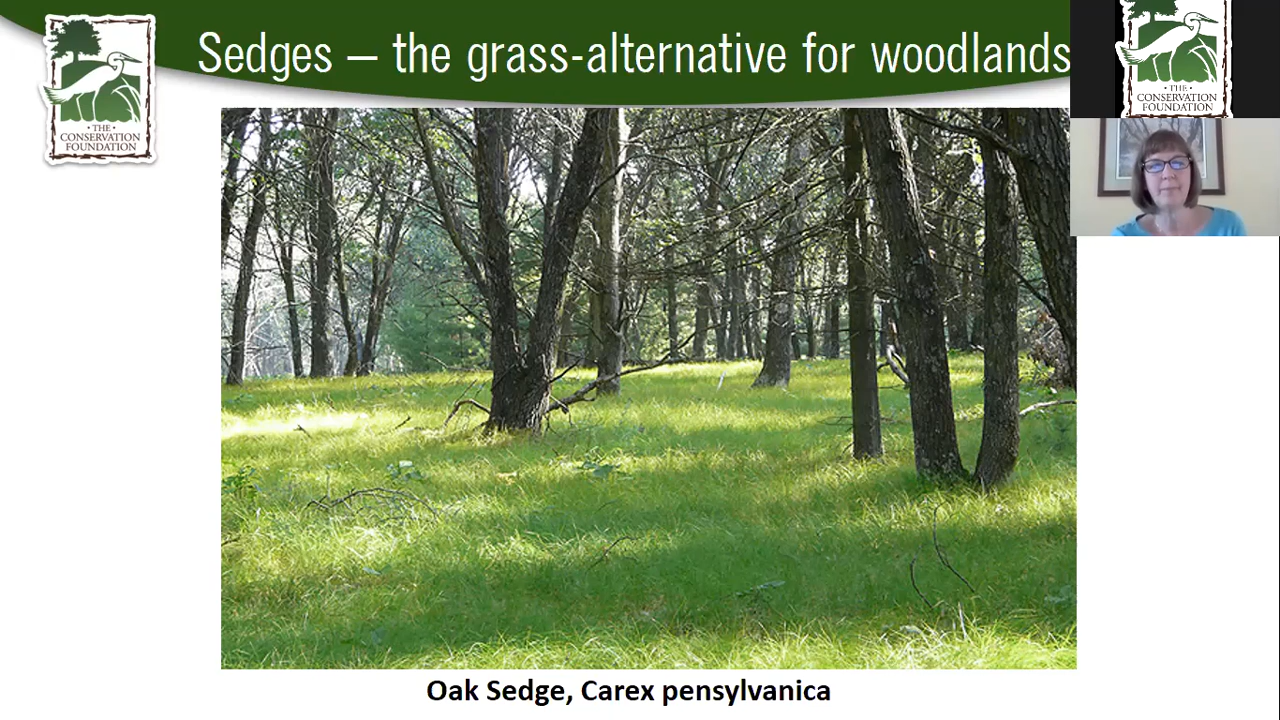 Sedges – the grass-alternative for woodlands
• THE •
CONSERVATION
FOUNDATION
• THE •
CONSERVATION
FOUNDATION
Oak Sedge, Carex pensylvanica